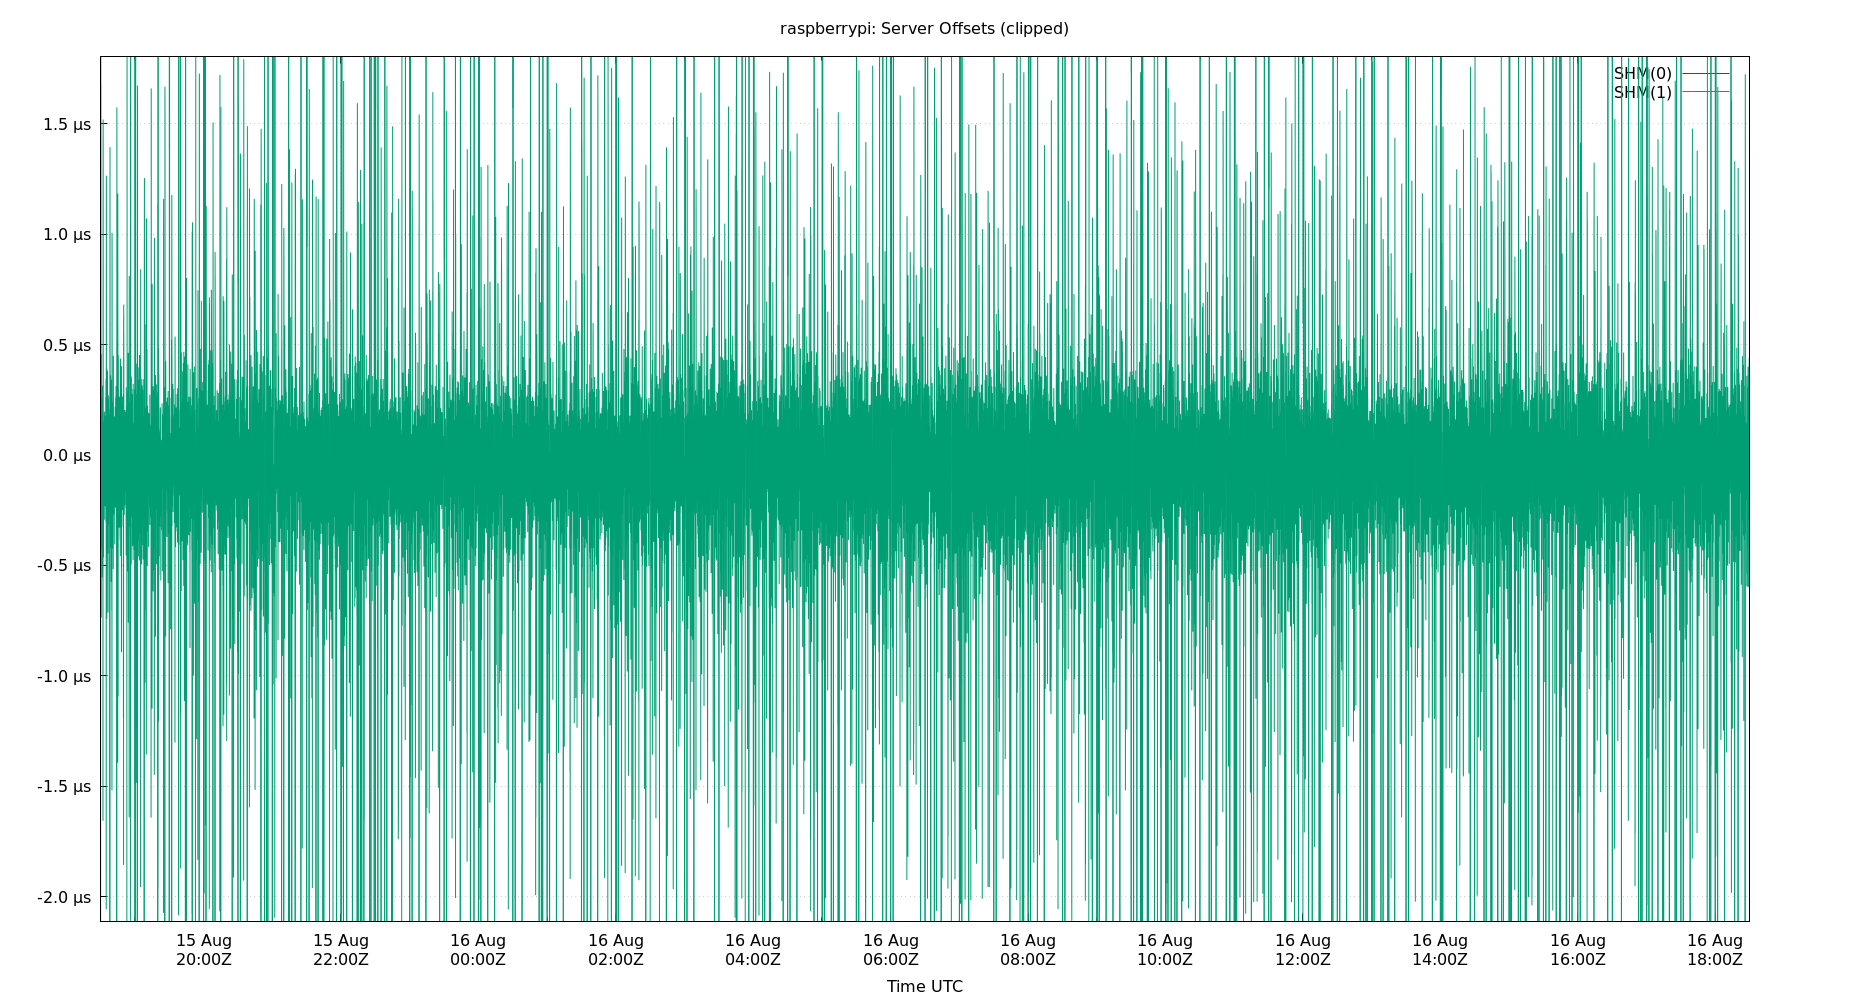 raspberrypi: Server Offsets (clipped)
SHM(0)
SHM(1)
1.5 µs
1.0 µs
0.5 µs
0.0 µs
-0.5 µs
-1.0 µs
-1.5 µs
-2.0 µs
15 Aug 15 Aug 16 Aug 16 Aug 16 Aug 16 Aug 16 Aug 16 Aug 16 Aug 16 Aug 16 Aug 16 Aug
20:00Z 22:00Z 00:00Z 02:00Z 04:00Z 06:00Z 08:00Z 10:00Z 12:00Z 14:00Z 16:00Z 18:00Z
Time UTC